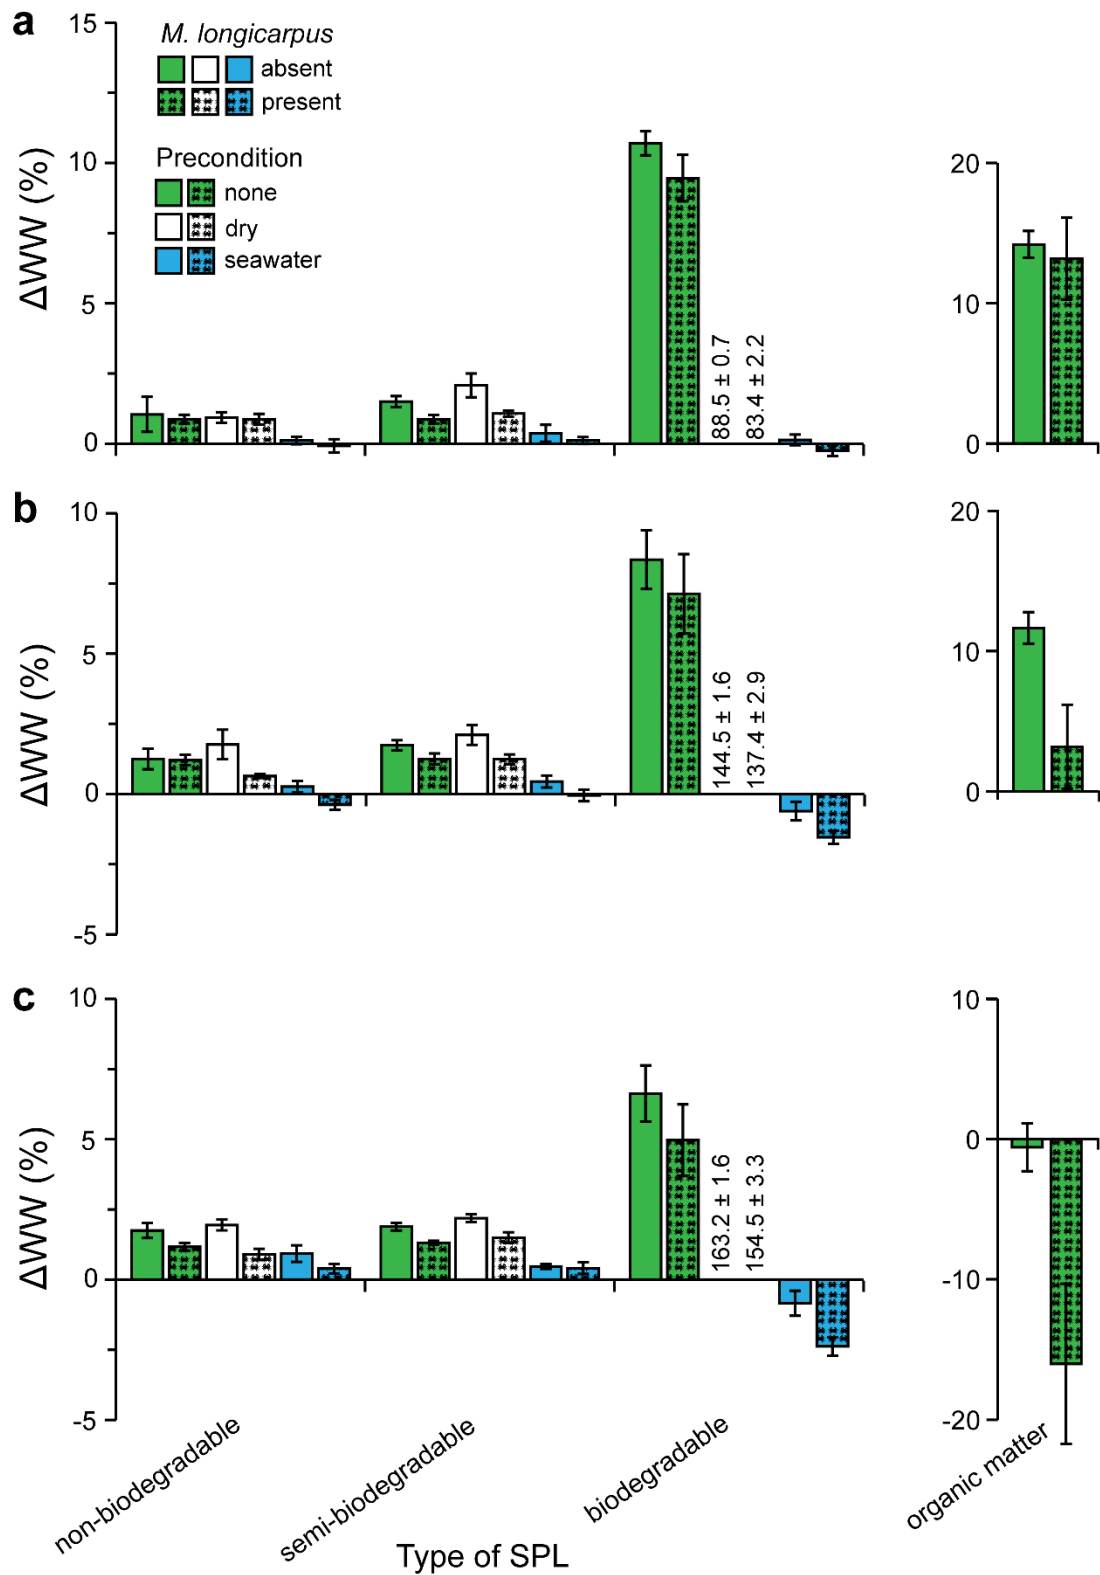 a
M. longicarpus
absent
present
Precondition
none
dry
seawater
ΔWW (%)
15
10
5
0
88.5 ± 0.7
83.4 ± 2.2
20
10
0
b
ΔWW (%)
10
5
0
-5
144.5 ± 1.6
137.4 ± 2.9
20
10
0
c
ΔWW (%)
10
5
0
-5
163.2 ± 1.6
154.5 ± 3.3
10
0
-10
-20
non-biodegradable
semi-biodegradable
biodegradable
organic matter
Type of SPL